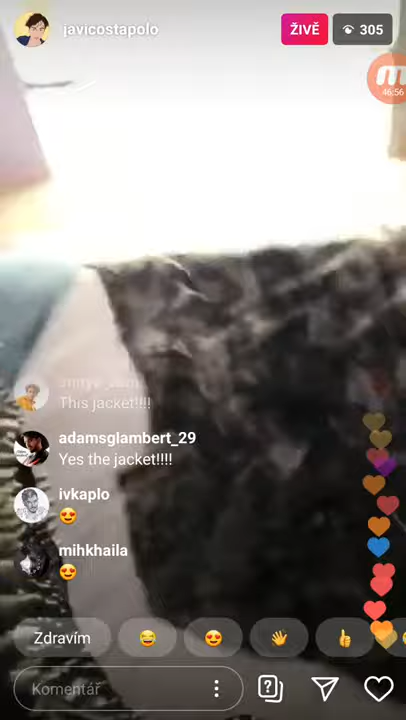 javicostapolo
ŽIVĚ
305
46:56
This jacket!!!!
adamsglambert_29
Yes the jacket!!!!
ivkaplo
😍
mihkhaila
😍
Zdravím
😂
😍
👋
👍
Komentář